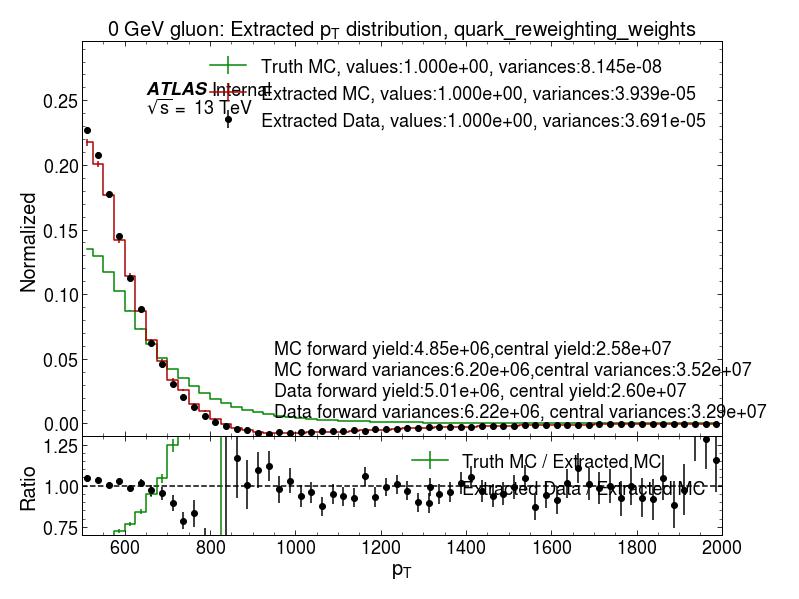 0 GeV gluon: Extracted pT distribution, quark_reweighting_weights
Truth MC, values:1.000e+00, variances:8.145e-08
ATLAS Internal
Extracted MC, values:1.000e+00, variances:3.939e-05
√s = 13 TeV
Extracted Data, values:1.000e+00, variances:3.691e-05
Normalized
0.25
0.20
0.15
0.10
0.05
0.00
MC forward yield:4.85e+06,central yield:2.58e+07
MC forward variances:6.20e+06,central variances:3.52e+07
Data forward yield:5.01e+06, central yield:2.60e+07
Data forward variances:6.22e+06, central variances:3.29e+07
Ratio
1.25
1.00
0.75
Truth MC / Extracted MC
Extracted Data / Extracted MC
600 800 1000 1200 1400 1600 1800 2000
pT